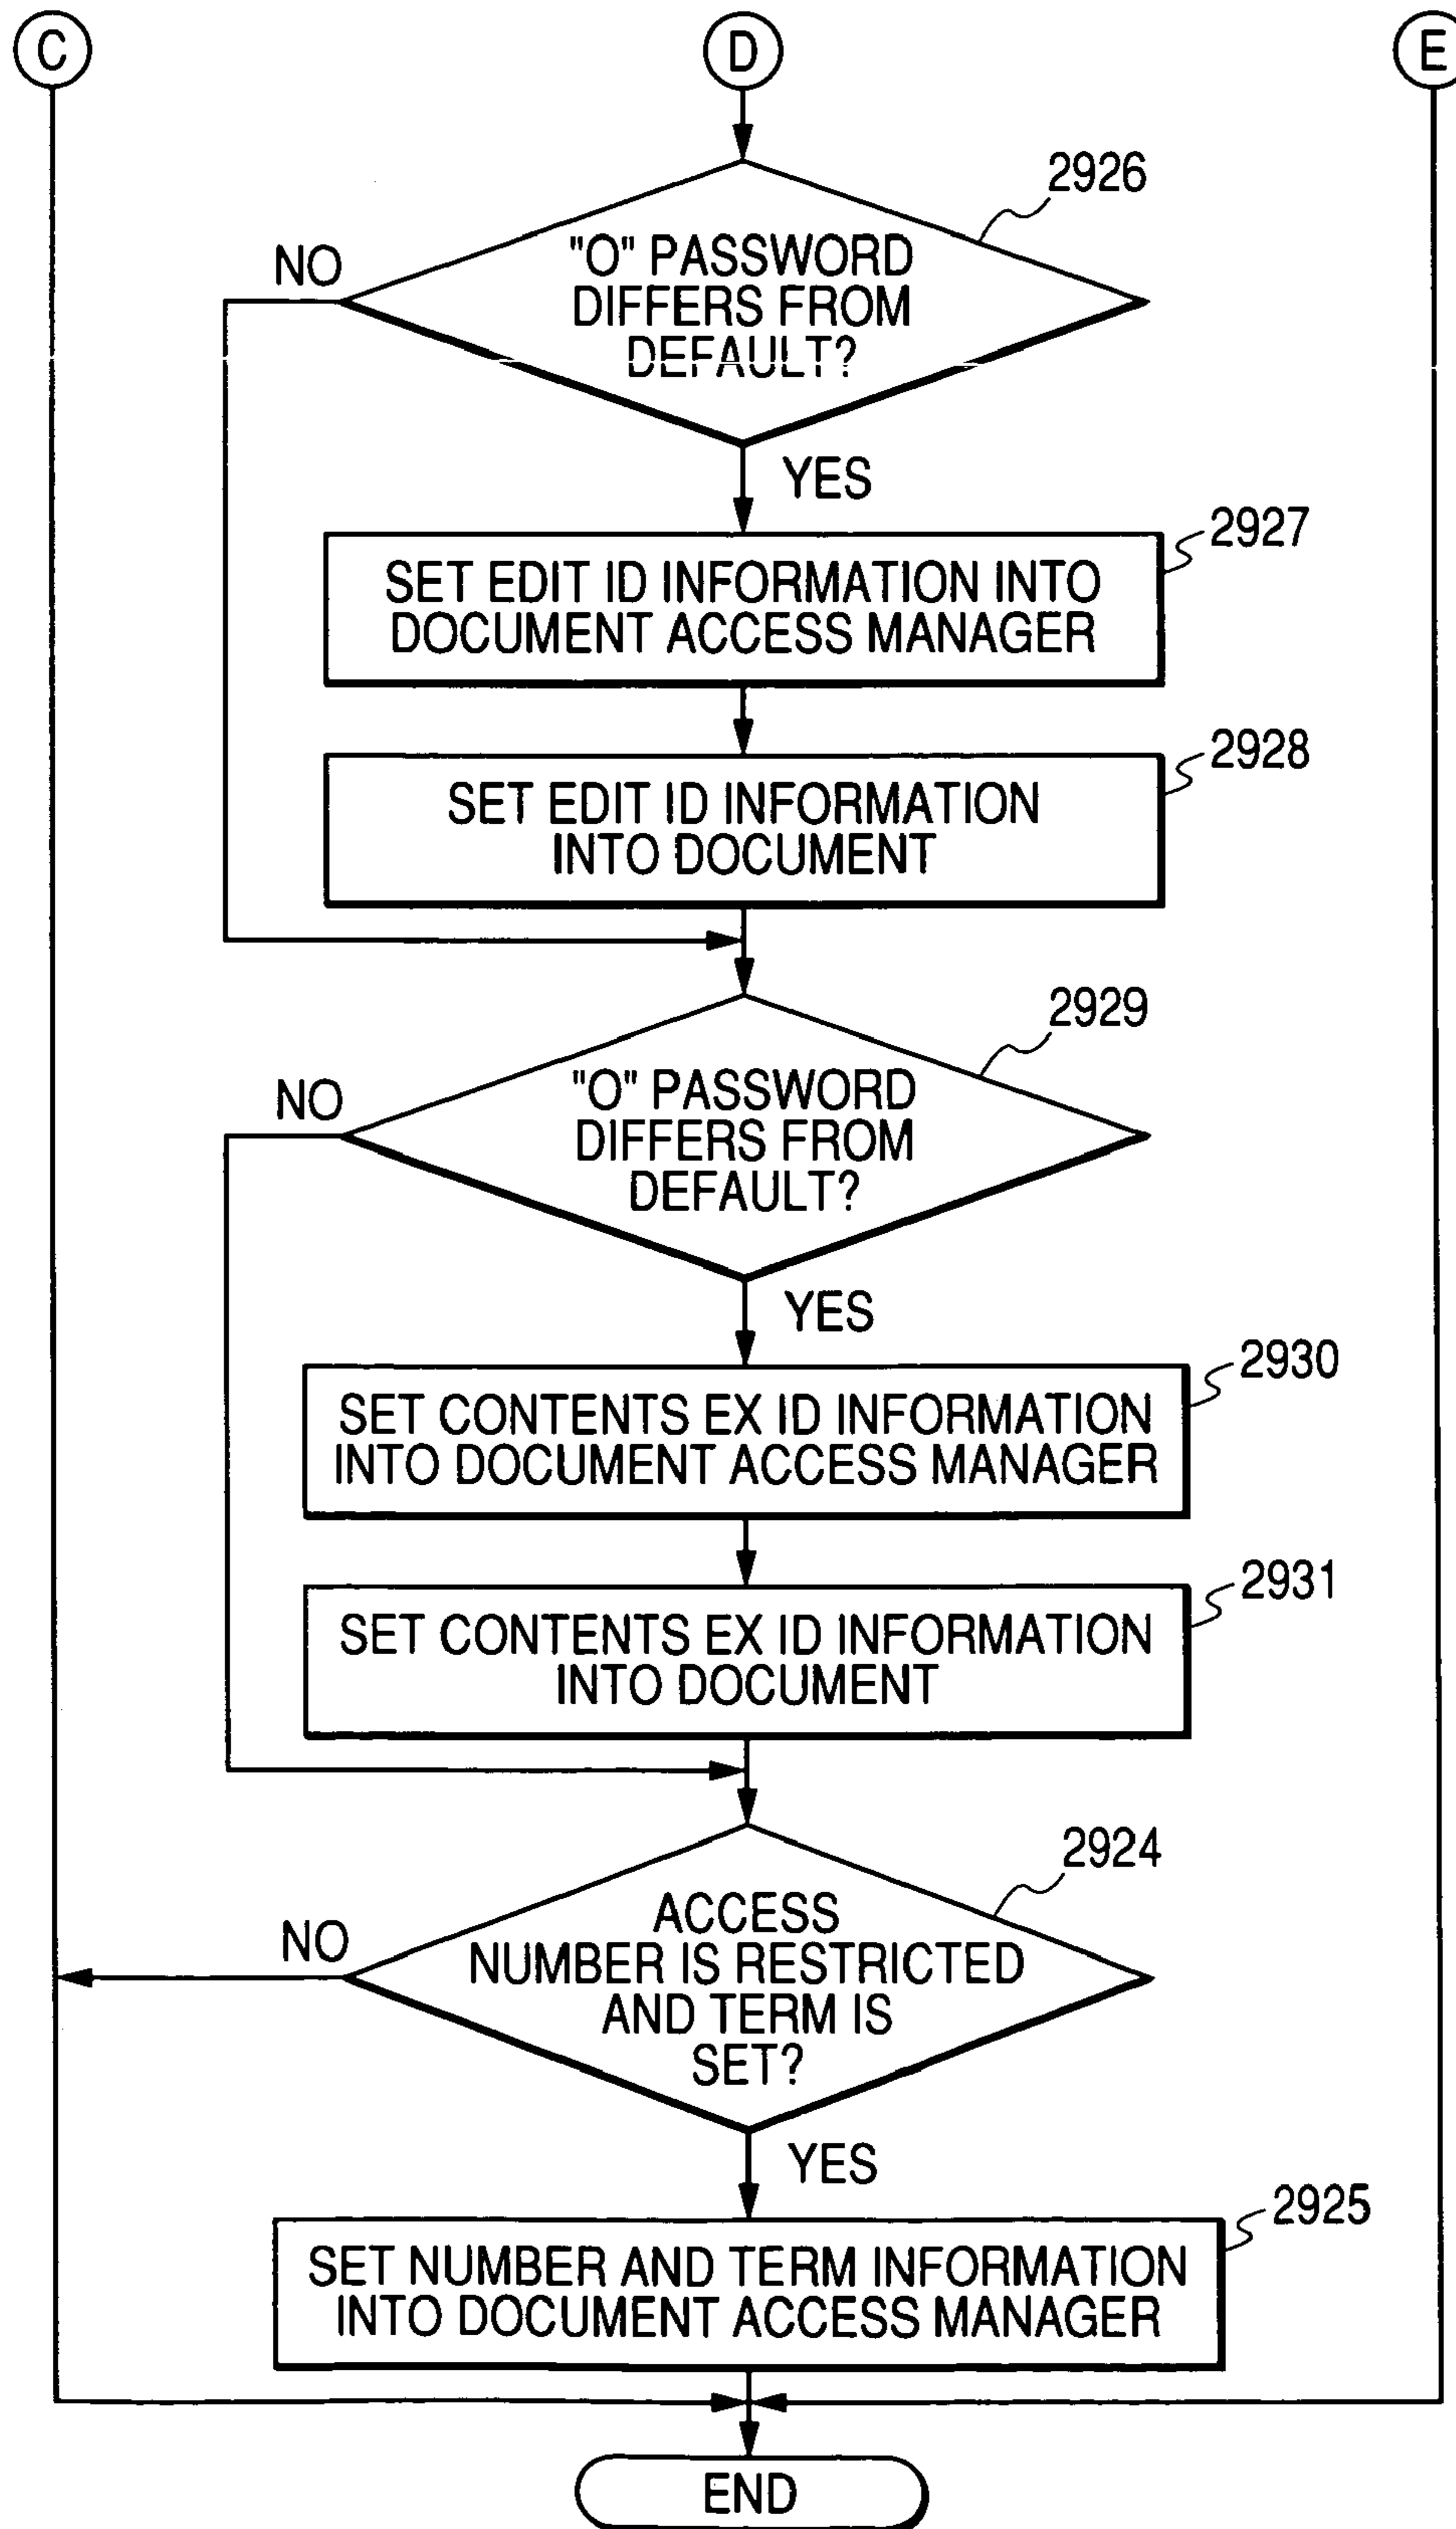 C
D
E
2926
"O" PASSWORD
DIFFERS FROM
DEFAULT?
NO
YES
2927
SET EDIT ID INFORMATION INTO
DOCUMENT ACCESS MANAGER
2928
SET EDIT ID INFORMATION
INTO DOCUMENT
2929
"O" PASSWORD
DIFFERS FROM
DEFAULT?
NO
YES
2930
SET CONTENTS EX ID INFORMATION
INTO DOCUMENT ACCESS MANAGER
2931
SET CONTENTS EX ID INFORMATION
INTO DOCUMENT
2924
ACCESS
NUMBER IS RESTRICTED
AND TERM IS
SET?
NO
YES
2925
SET NUMBER AND TERM INFORMATION
INTO DOCUMENT ACCESS MANAGER
END